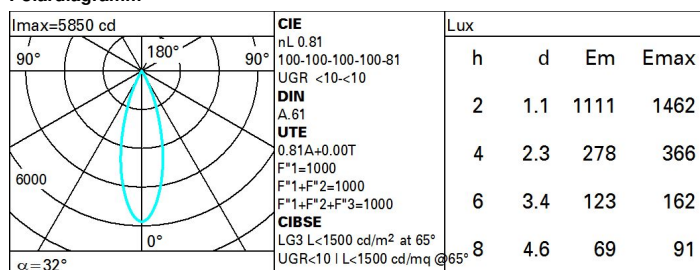 Imax=5850 cd
90° 180° 90°
6000
0°
α=32°
CIE
nL 0.81
100-100-100-100-81
UGR <10-<10
DIN
A.61
UTE
0.81A+0.00T
F"1=1000
F"1+F"2=1000
F"1+F"2+F"3=1000
CIBSE
LG3 L<1500 cd/m² at 65°
UGR<10 | L<1500 cd/mq @65°
Lux
h d Em Emax
2 1.1 1111 1462
4 2.3 278 366
6 3.4 123 162
8 4.6 69 91